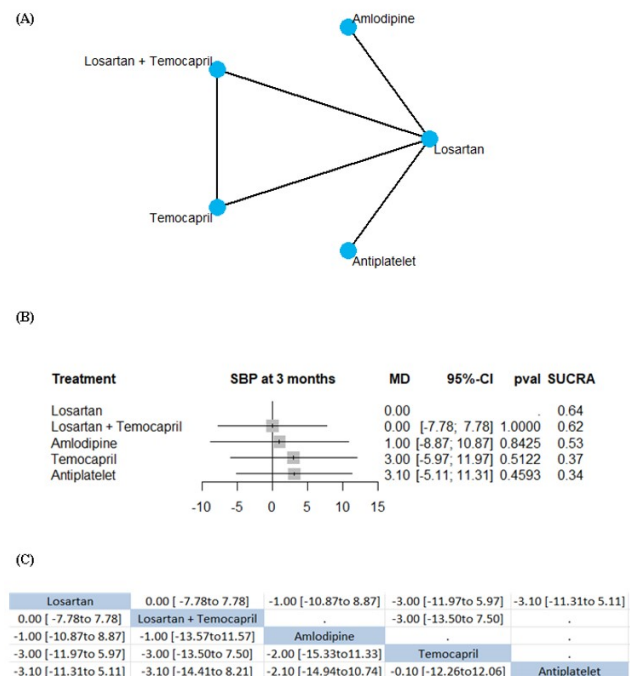 (A)
Amlodipine
Losartan + Temocapril
Losartan
Temocapril
Antiplatelet
(B)
Treatment SBP at 3 months MD 95%-CI pval SUCRA
Losartan 0.00 . 0.64
Losartan + Temocapril 0.00 [-7.78; 7.78] 1.0000 0.62
Amlodipine 1.00 [-8.87; 10.87] 0.8425 0.53
Temocapril 3.00 [-5.97; 11.97] 0.5122 0.37
Antiplatelet 3.10 [-5.11; 11.31] 0.4593 0.34
-10 -5 0 5 10 15
(C)
Losartan 0.00 [ -7.78to 7.78] -1.00 [-10.87to 8.87] -3.00 [-11.97to 5.97] -3.10 [-11.31to 5.11]
0.00 [ -7.78to 7.78] Losartan + Temocapril . -3.00 [-13.50to 7.50] .
-1.00 [-10.87to 8.87] -1.00 [-13.57to11.57] Amlodipine . .
-3.00 [-11.97to 5.97] -3.00 [-13.50to 7.50] -2.00 [-15.33to11.33] Temocapril .
-3.10 [-11.31to 5.11] -3.10 [-14.41to 8.21] -2.10 [-14.94to10.74] -0.10 [-12.26to12.06] Antiplatelet